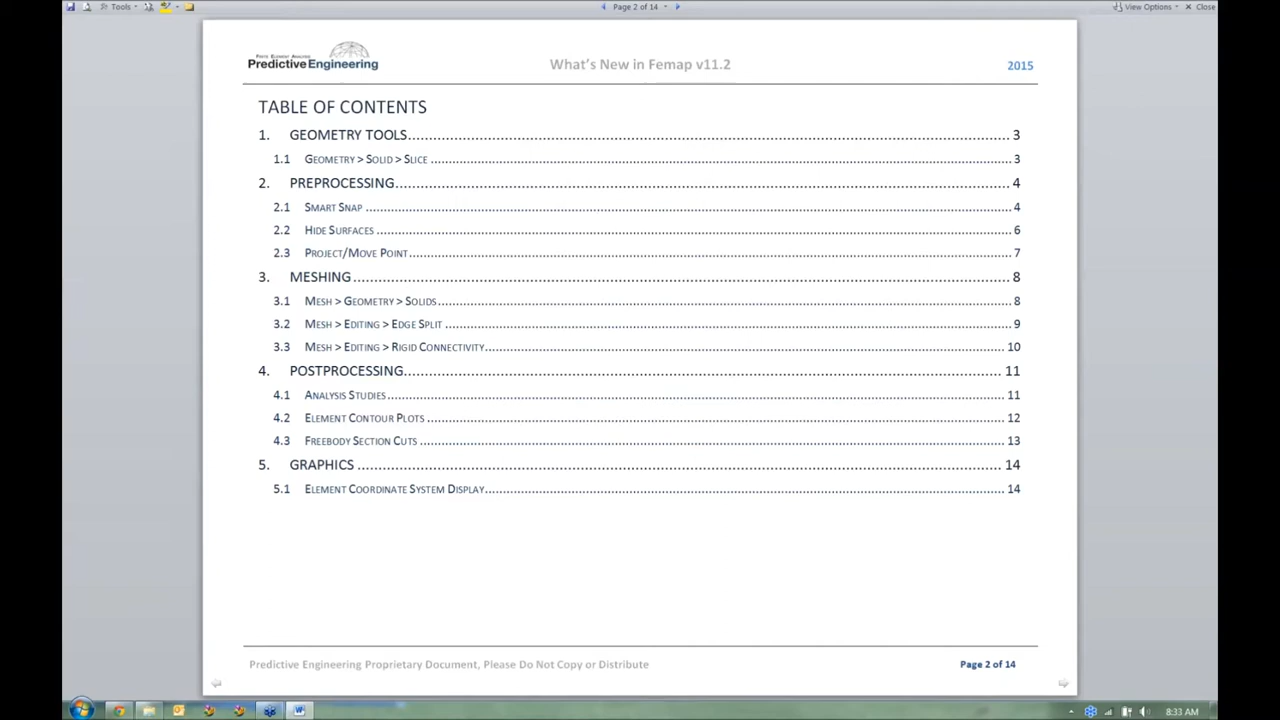 Tools
Page 2 of 14
View Options
Close
Finite Element Analysis
Predictive Engineering
What's New in Femap v11.2
2015
TABLE OF CONTENTS
1. GEOMETRY TOOLS 3
1.1 Geometry > Solid > Slice 3
2. PREPROCESSING 4
2.1 Smart Snap 4
2.2 Hide Surfaces 6
2.3 Project/Move Point 7
3. MESHING 8
3.1 Mesh > Geometry > Solids 8
3.2 Mesh > Editing > Edge Split 9
3.3 Mesh > Editing > Rigid Connectivity 10
4. POSTPROCESSING 11
4.1 Analysis Studies 11
4.2 Element Contour Plots 12
4.3 Freebody Section Cuts 13
5. GRAPHICS 14
5.1 Element Coordinate System Display 14
Predictive Engineering Proprietary Document, Please Do Not Copy or Distribute
Page 2 of 14
8:33 AM